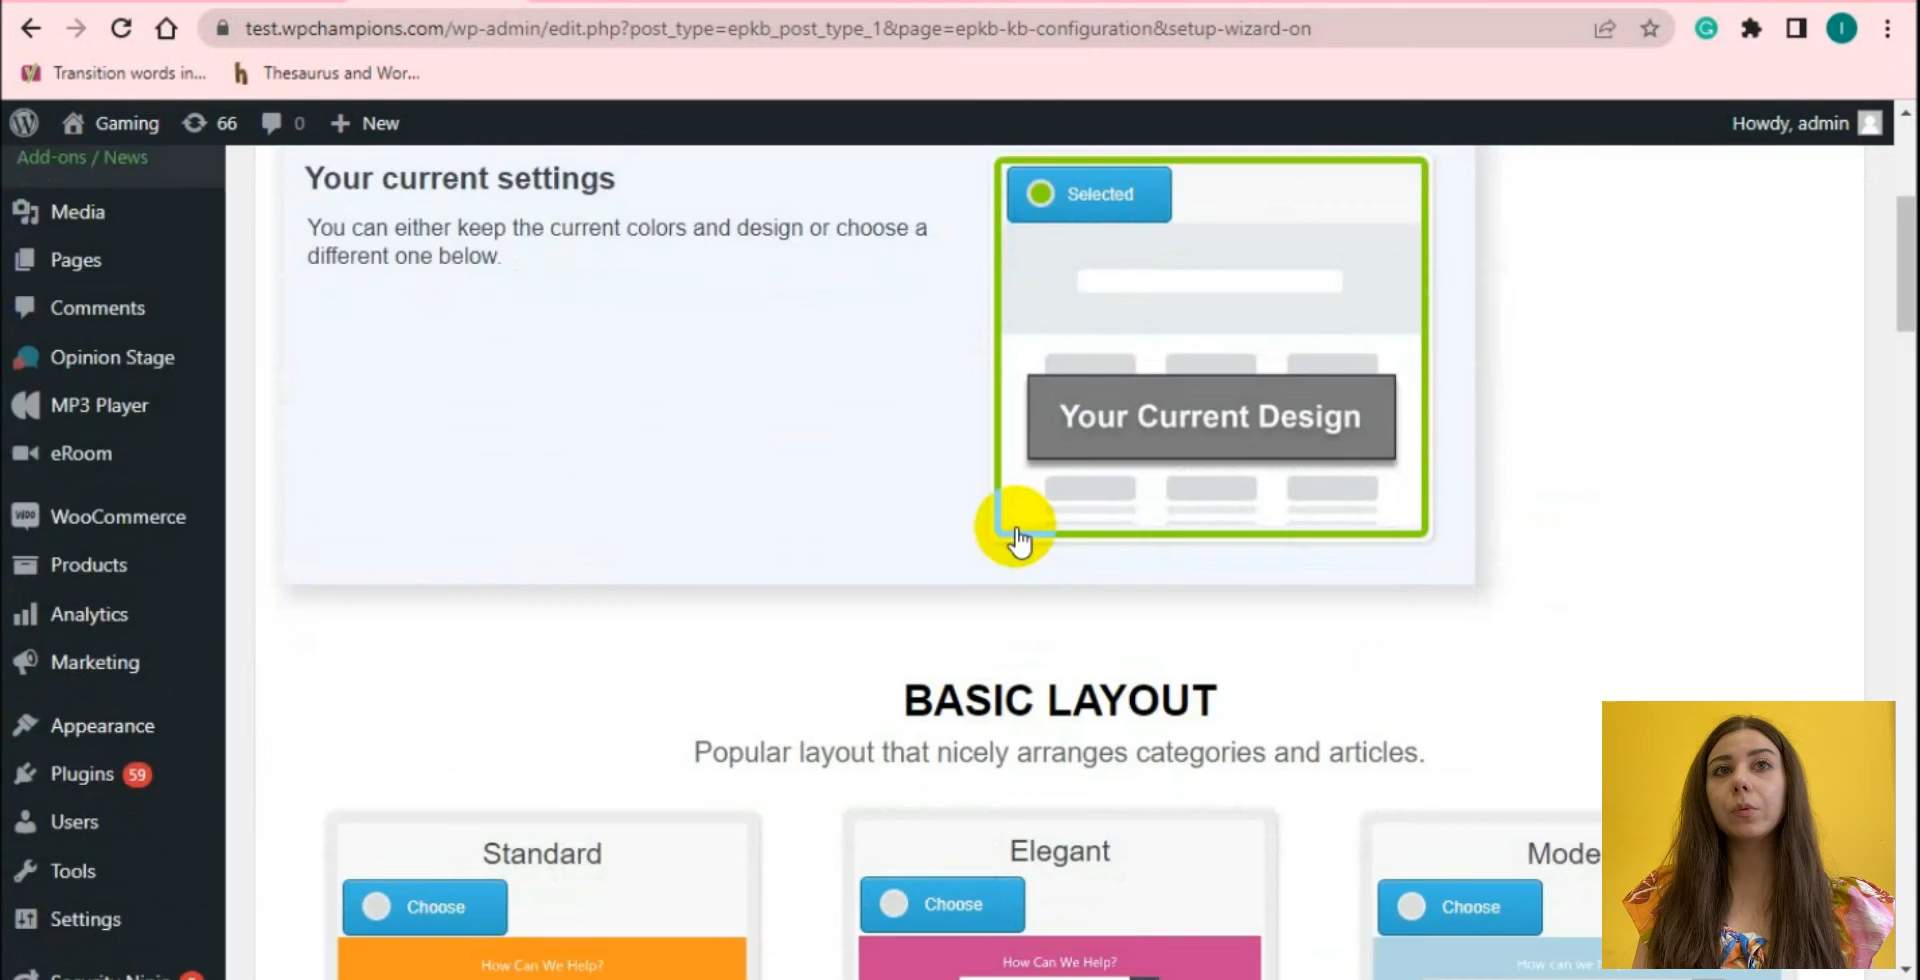 test.wpchampions.com/wp-admin/edit.php?post_type=epkb_post_type_1&page=epkb-kb-configuration&setup-wizard-on
G
I
Transition words in...
h
Thesaurus and Wor...
Gaming
66
0
New
Howdy, admin
Add-ons / News
Media
Pages
Comments
Opinion Stage
MP3 Player
eRoom
WooCommerce
Products
Analytics
Marketing
Appearance
Plugins 59
Users
Tools
Settings
Your current settings
You can either keep the current colors and design or choose a
different one below.
Selected
Your Current Design
BASIC LAYOUT
Popular layout that nicely arranges categories and articles.
Standard
Choose
How Can We Help?
Elegant
Choose
How Can We Help?
Mode
Choose
How can we